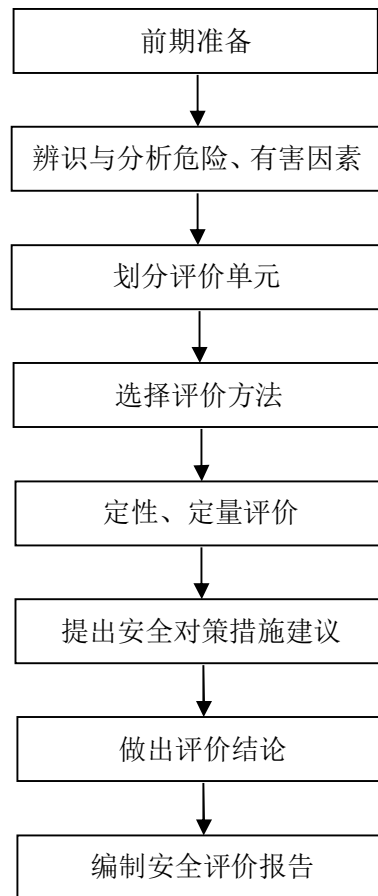 前期准备
辨识与分析危险、有害因素
划分评价单元
选择评价方法
定性、定量评价
提出安全对策措施建议
做出评价结论
编制安全评价报告